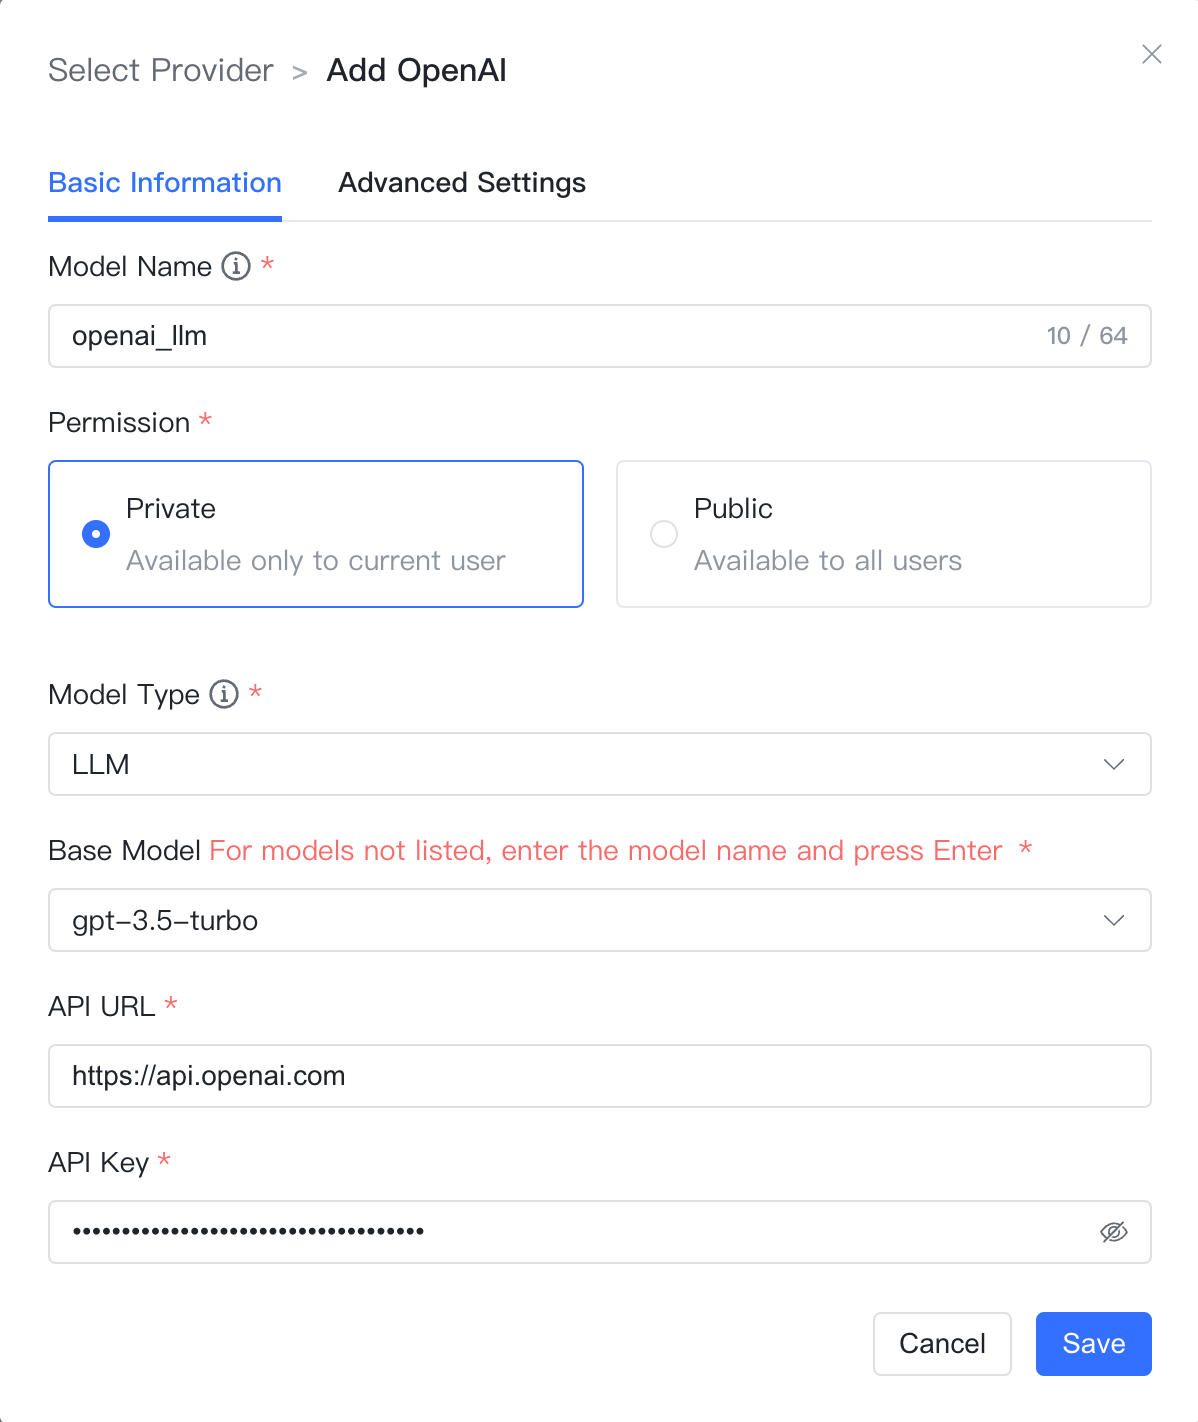 Select Provider > Add OpenAI
Basic Information Advanced Settings
Model Name *
openai_llm 10 / 64
Permission *
Private
Available only to current user
Public
Available to all users
Model Type *
LLM
Base Model For models not listed, enter the model name and press Enter *
gpt-3.5-turbo
API URL *
https://api.openai.com
API Key *
••••••••••••••••••••••••••••••••••••
Cancel Save